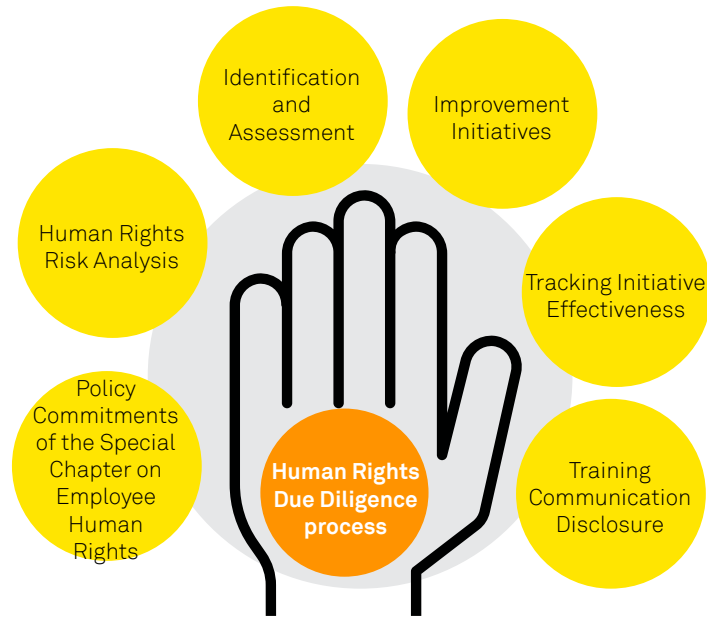 Identification
and
Assessment
Improvement
Initiatives
Human Rights
Risk Analysis
Tracking Initiative
Effectiveness
Policy
Commitments
of the Special
Chapter on
Employee
Human
Rights
Human Rights
Due Diligence
process
Training
Communication
Disclosure